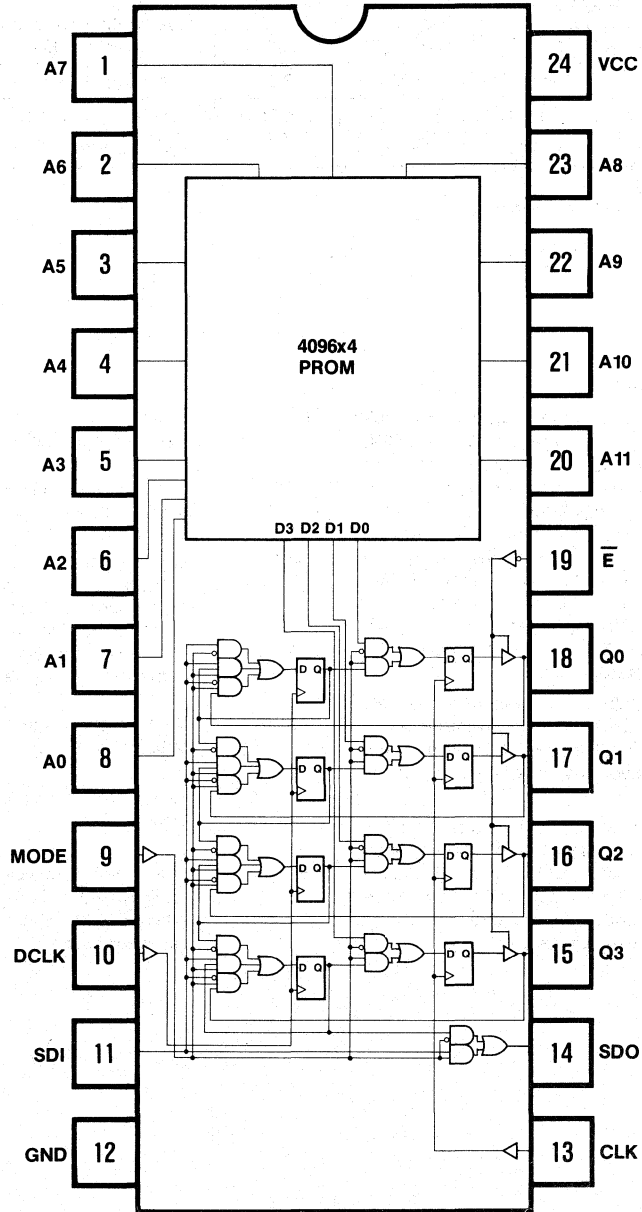 A7 1
A6 2
A5 3
A4 4
A3 5
A2 6
A1 7
A0 8
MODE 9
DCLK 10
SDI 11
GND 12
24 VCC
23 A8
22 A9
21 A10
20 A11
19 E̅
18 Q0
17 Q1
16 Q2
15 Q3
14 SDO
13 CLK
4096x4
PROM
D3 D2 D1 D0
D Q
D Q
D Q
D Q
D Q
D Q
D Q
D Q